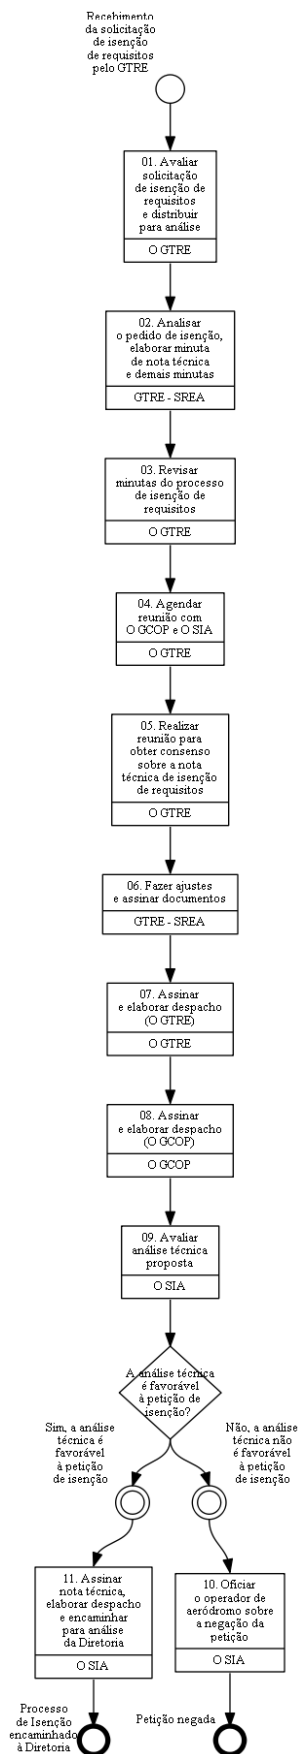 Recebimento
da solicitação
de isenção
de requisitos
pelo GTRE
01. Avaliar
solicitação
de isenção de
requisitos
e distribuir
para análise
O GTRE
02. Analisar
o pedido de isenção,
elaborar minuta
de nota técnica
e demais minutas
GTRE - SREA
03. Revisar
minutas do processo
de isenção de
requisitos
O GTRE
04. Agendar
reunião com
O GCOP e O SIA
O GTRE
05. Realizar
reunião para
obter consenso
sobre a nota
técnica de isenção
de requisitos
O GTRE
06. Fazer ajustes
e assinar documentos
GTRE - SREA
07. Assinar
e elaborar despacho
(O GTRE)
O GTRE
08. Assinar
e elaborar despacho
(O GCOP)
O GCOP
09. Avaliar
análise técnica
proposta
O SIA
A análise técnica
é favorável
à petição de
isenção?
Sim, a análise
técnica é
favorável
à petição
de isenção
Não, a análise
técnica não
é favorável
à petição
de isenção
11. Assinar
nota técnica,
elaborar despacho
e encaminhar
para análise
da Diretoria
O SIA
10. Oficiar
o operador de
aeródromo sobre
a negação da
petição
O SIA
Processo
de Isenção
encaminhado
à Diretoria
Petição negada